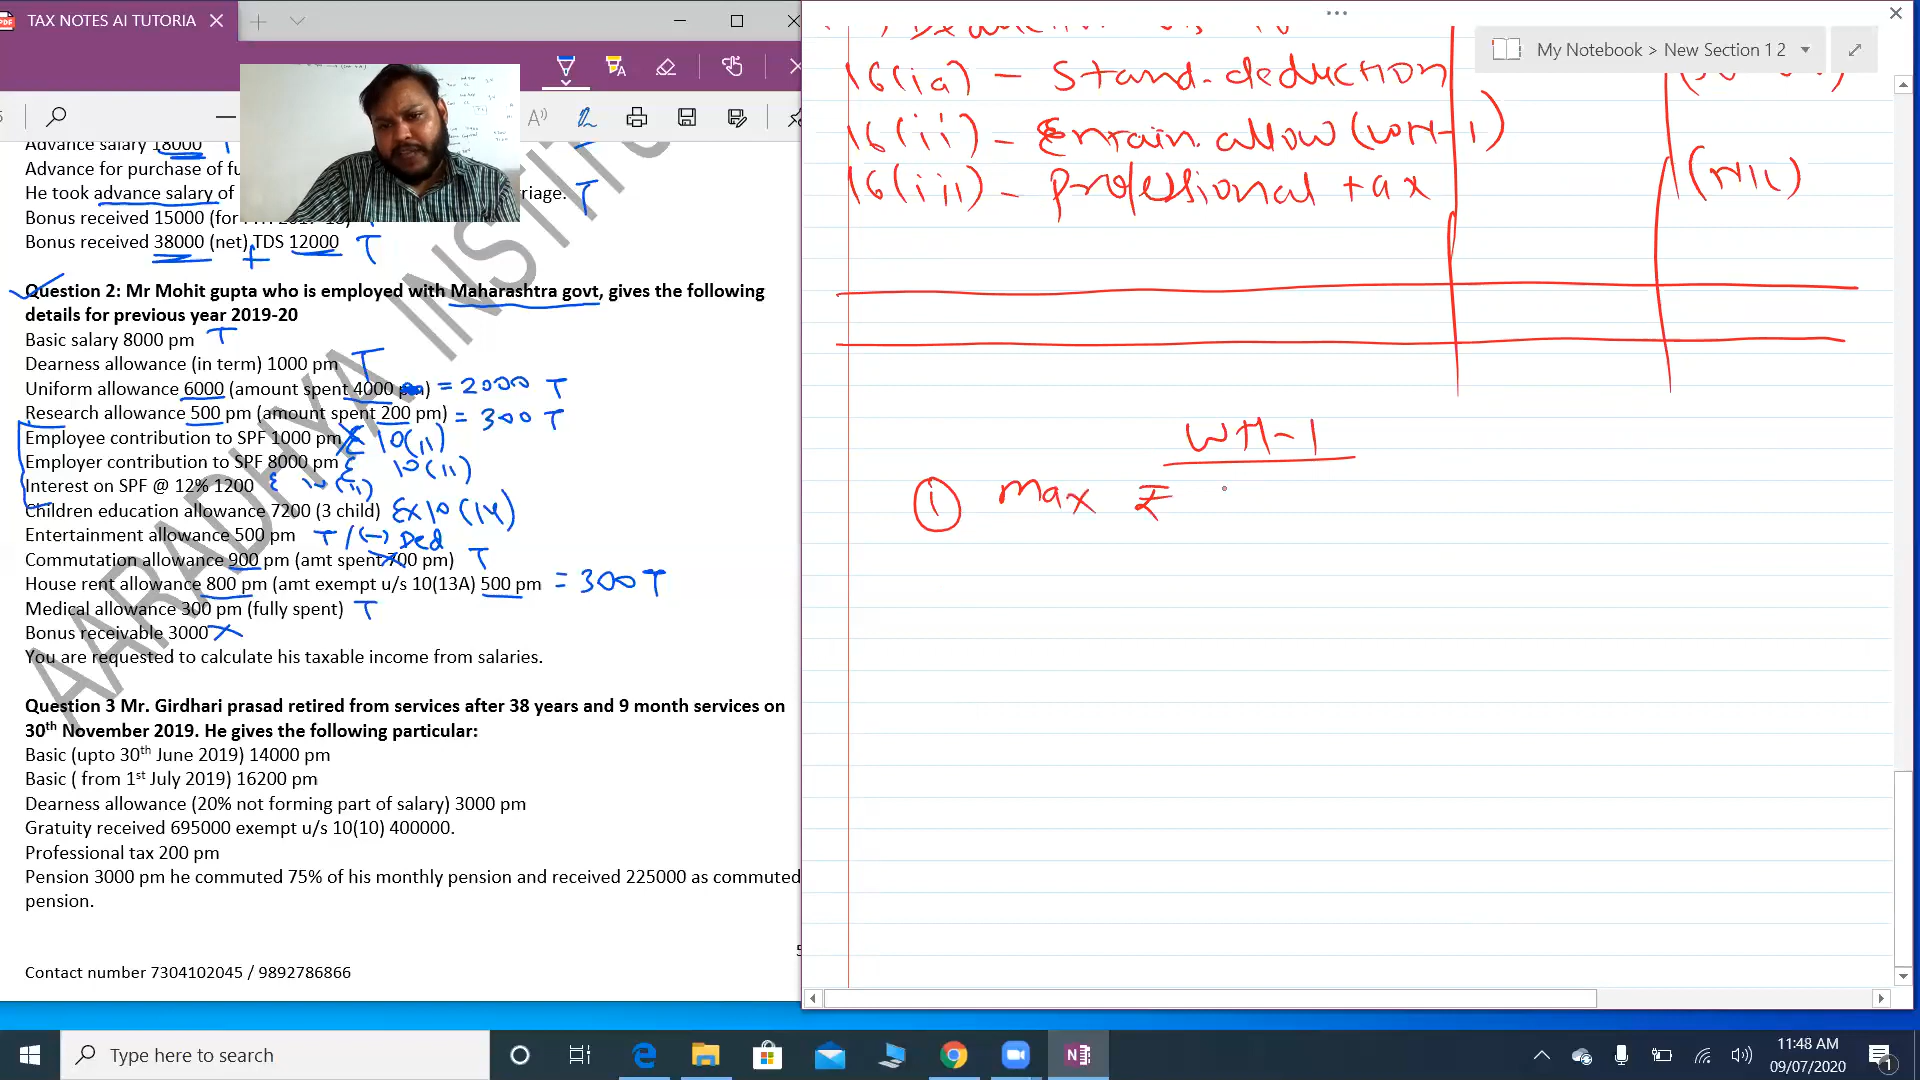 TAX NOTES AI TUTORIA
My Notebook > New Section 1 2
Advance salary 18000 T
Advance for purchase of fu
He took advance salary of riage. T
Bonus received 15000 (for
Bonus received 38000 (net) TDS 12000 T
+
Question 2: Mr Mohit gupta who is employed with Maharashtra govt, gives the following
details for previous year 2019-20
Basic salary 8000 pm T
Dearness allowance (in term) 1000 pm T
Uniform allowance 6000 (amount spent 4000 pm) = 2000 T
Research allowance 500 pm (amount spent 200 pm) = 300 T
Employee contribution to SPF 1000 pm 10(11)
Employer contribution to SPF 8000 pm 10(11)
Interest on SPF @ 12% 1200 10(11)
Children education allowance 7200 (3 child) Ex 10(14)
Entertainment allowance 500 pm T/(-) Ded
Commutation allowance 900 pm (amt spent 700 pm) T
House rent allowance 800 pm (amt exempt u/s 10(13A) 500 pm = 300 T
Medical allowance 300 pm (fully spent) T
Bonus receivable 3000 X
You are requested to calculate his taxable income from salaries.
Question 3 Mr. Girdhari prasad retired from services after 38 years and 9 month services on
30th November 2019. He gives the following particular:
Basic (upto 30th June 2019) 14000 pm
Basic ( from 1st July 2019) 16200 pm
Dearness allowance (20% not forming part of salary) 3000 pm
Gratuity received 695000 exempt u/s 10(10) 400000.
Professional tax 200 pm
Pension 3000 pm he commuted 75% of his monthly pension and received 225000 as commuted
pension.
5
Contact number 7304102045 / 9892786866
AARADHYA INSTITU
16(ia) - Stand. deduction
16(ii) - Entain. allow (WH-1)
16(iii) - professional tax (NIL)
WH-1
(i) max ₹
Type here to search
11:48 AM
09/07/2020
1